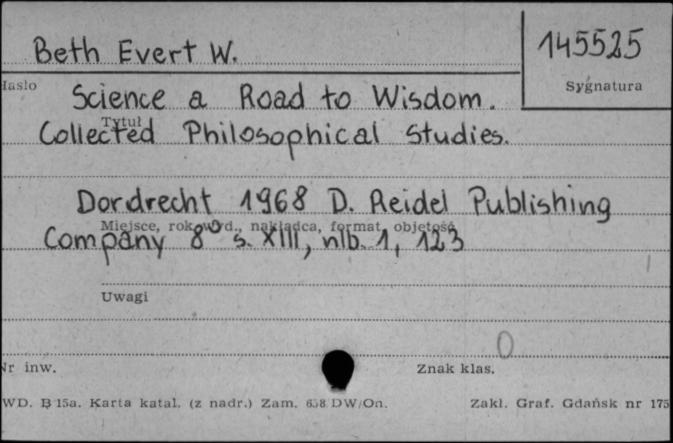 Beth Evert W.
145525
Hasło
Sygnatura
Science a Road to Wisdom.
Tytuł
Collected Philosophical Studies.
Dordrecht 1968 D. Reidel Publishing
Miejsce, rok wyd., nakładca, format, objętość
Company 8° s. XIII, nlb. 1, 123
Uwagi
0
Nr inw.
Znak klas.
WD. B 15a. Karta katal. (z nadr.) Zam. 658/DW/On.
Zakł. Graf. Gdańsk nr 175